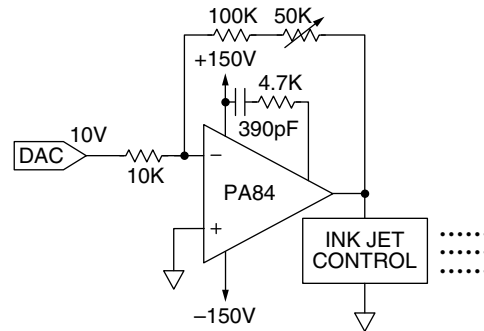 100K 50K
+150V
4.7K
390pF
10V
DAC
10K
−
PA84
+
INK JET
CONTROL
−150V